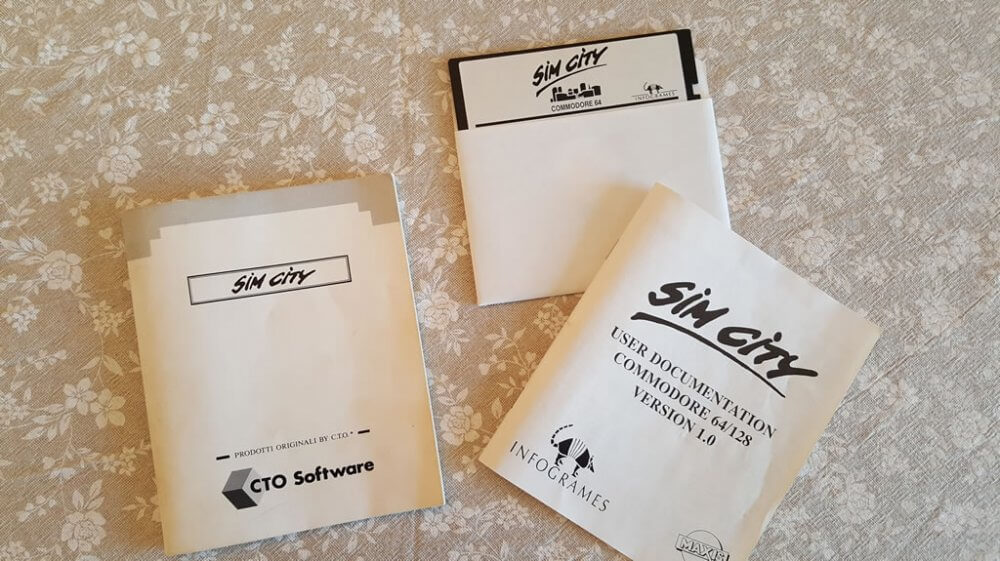 SIM CITY
COMMODORE 64
INFOGRAMES
SIM CITY
PRODOTTI ORIGINALI BY C.T.O.®
CTO Software
SIM CITY
USER DOCUMENTATION
COMMODORE 64/128
VERSION 1.0
INFOGRAMES
MAXIS